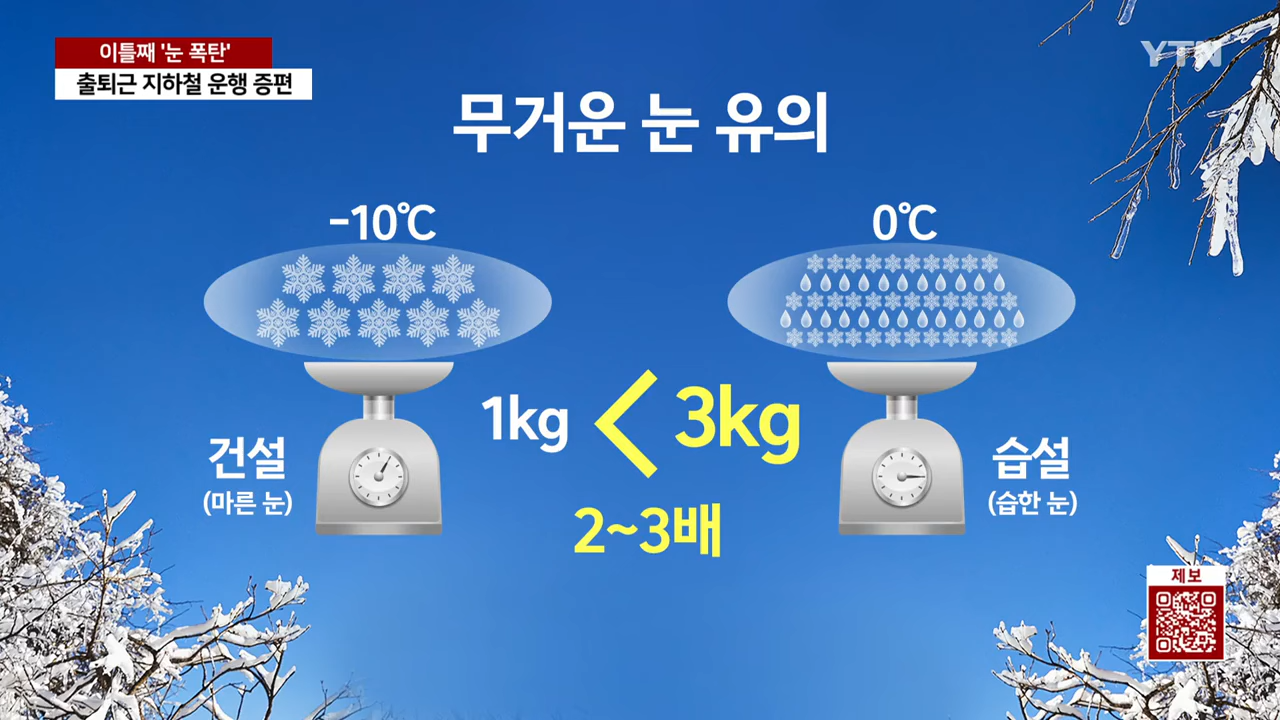 이틀째 '눈 폭탄'
출퇴근 지하철 운행 증편
YTN
무거운 눈 유의
-10℃
0℃
1kg < 3kg
건설
(마른 눈)
습설
(습한 눈)
2~3배
제보